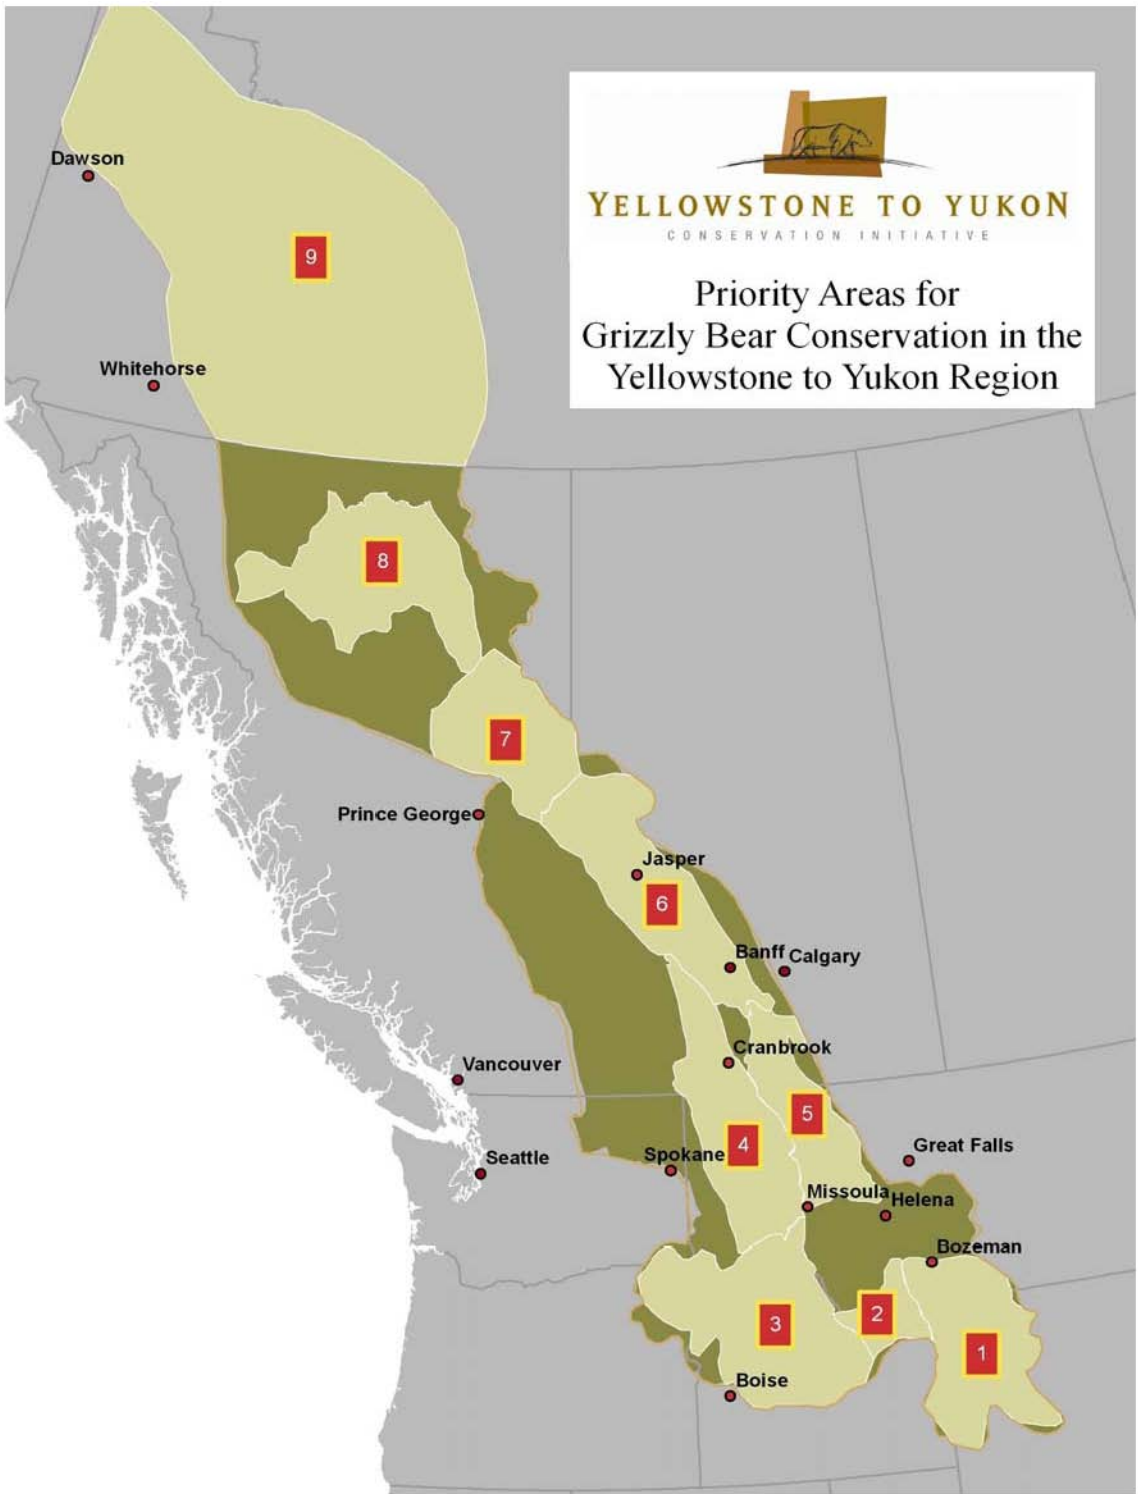 YELLOWSTONE TO YUKON
CONSERVATION INITIATIVE
Priority Areas for
Grizzly Bear Conservation in the
Yellowstone to Yukon Region
Dawson
9
Whitehorse
8
7
Prince George
Jasper
6
Banff
Calgary
Cranbrook
Vancouver
5
4
Great Falls
Seattle
Spokane
Missoula
Helena
Bozeman
2
3
1
Boise